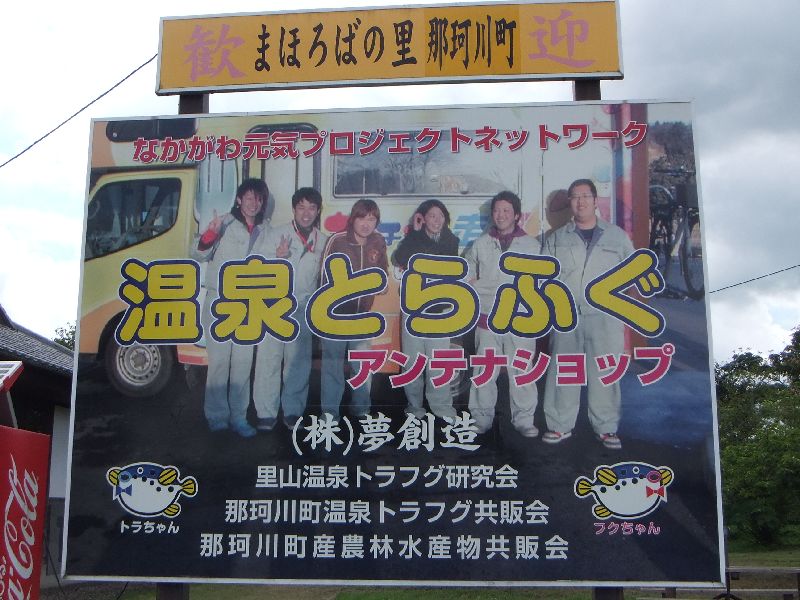 歓 まほろばの里 那珂川町 迎
なかがわ元気プロジェクトネットワーク
温泉とらふぐ
アンテナショップ
(株)夢創造
里山温泉トラフグ研究会
那珂川町温泉トラフグ共販会
那珂川町産農林水産物共販会
トラちゃん
フクちゃん
Cola